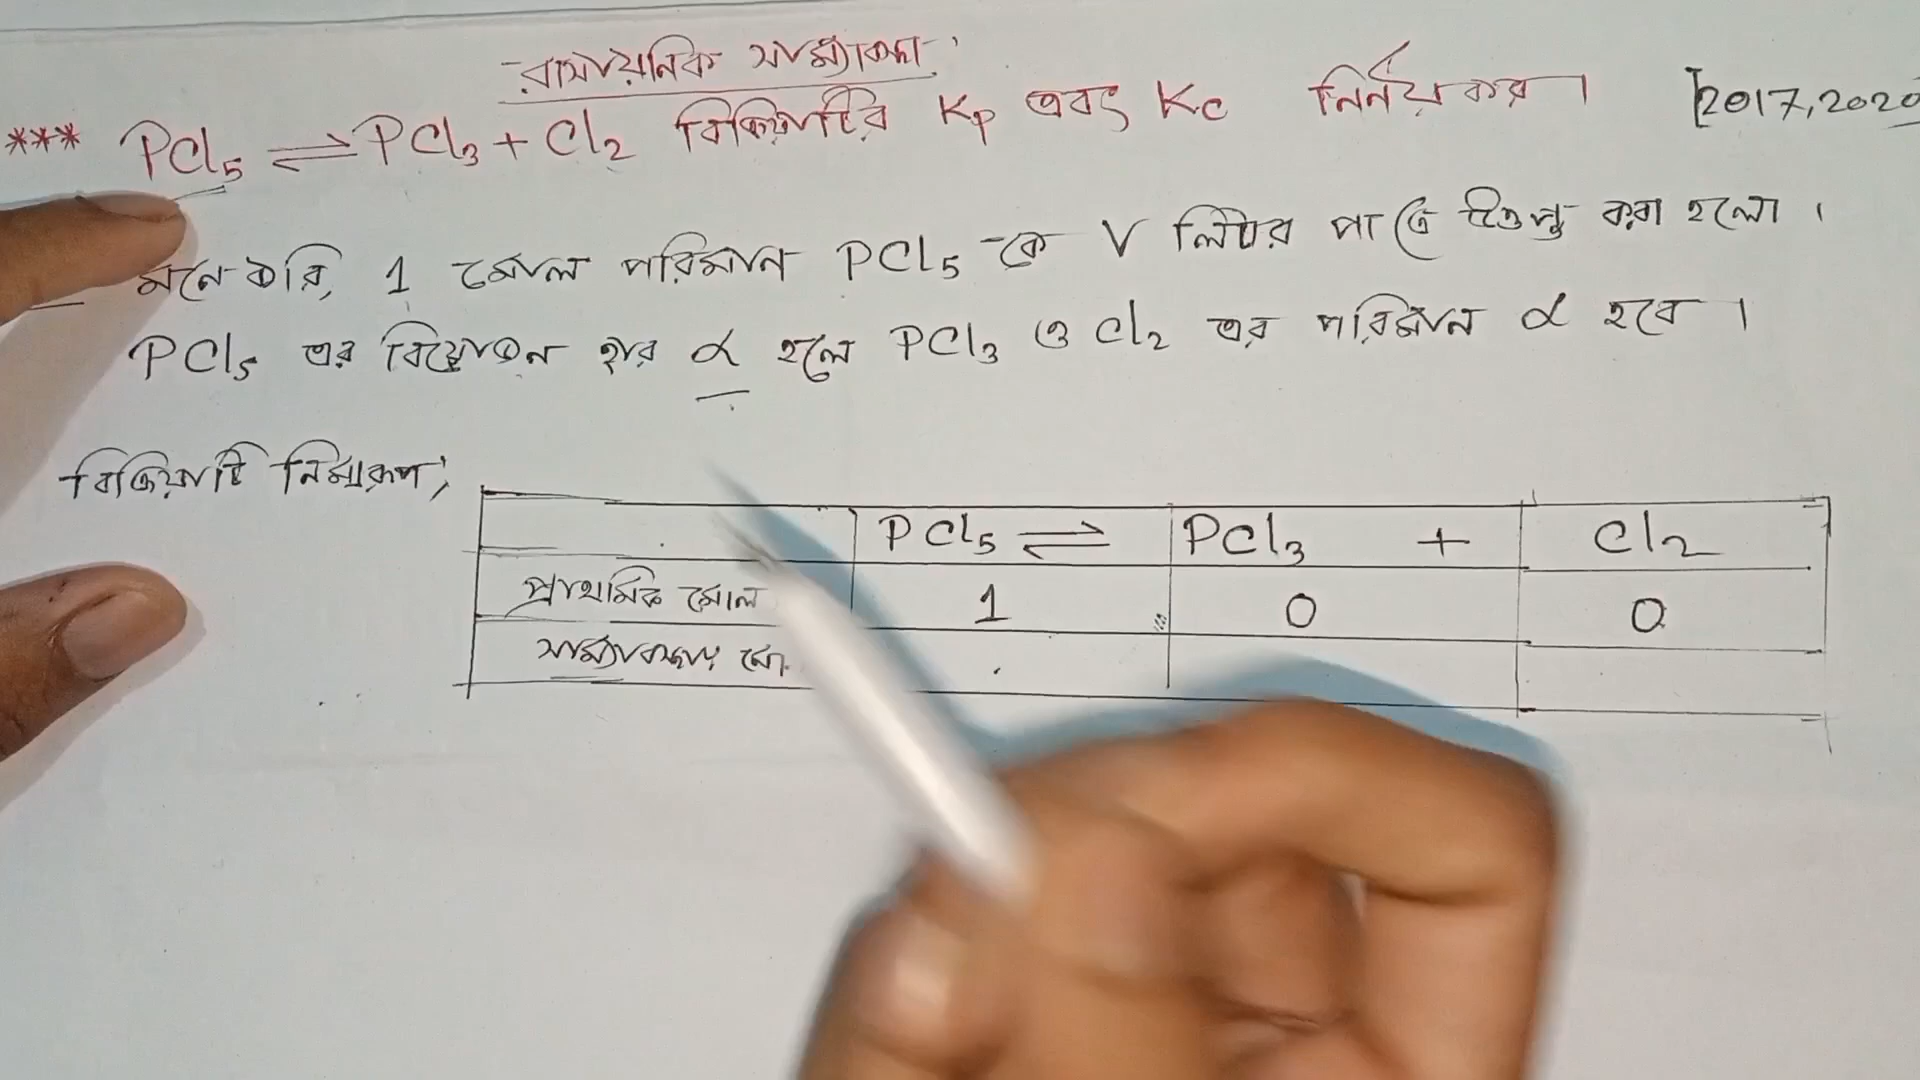 রাসায়নিক সাম্যাবস্থা
*** PCl₅ ⇌ PCl₃ + Cl₂ বিক্রিয়াটির Kp এবং Kc নির্নয় কর। [2017,2020
মনে করি, 1 মোল পরিমান PCl₅ কে V লিটার পাত্রে উত্তপ্ত করা হলো।
PCl₅ এর বিয়োজন হার α হলে PCl₃ ও Cl₂ এর পরিমান α হবে।
বিক্রিয়াটি নিম্নরূপ;
PCl₅ ⇌ PCl₃ + Cl₂
প্রাথমিক মোল 1 0 0
সাম্যাবস্থায় মো